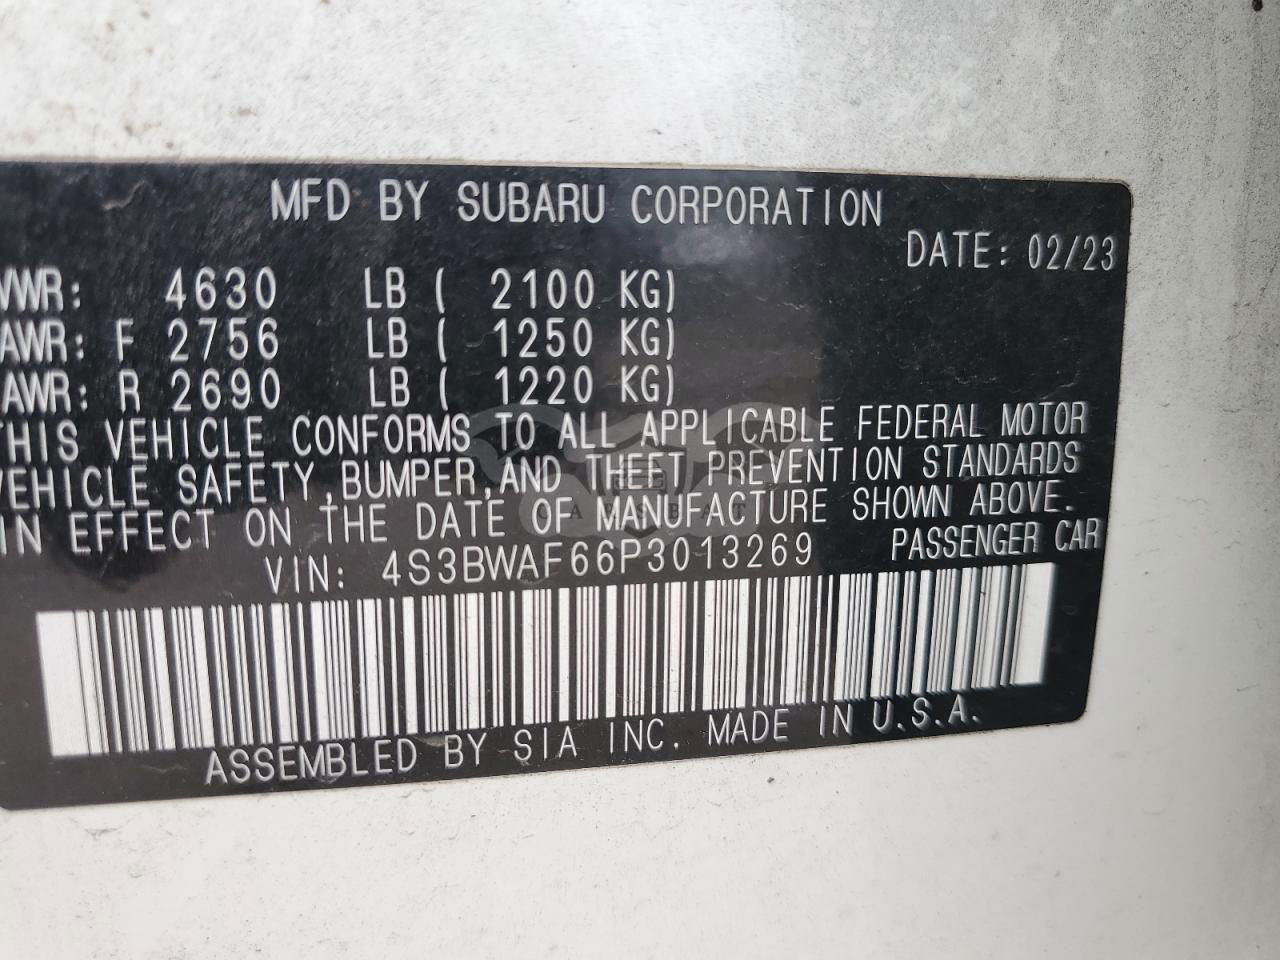 MFD BY SUBARU CORPORATION
DATE: 02/23
VWR: 4630 LB ( 2100 KG)
AWR: F 2756 LB ( 1250 KG)
AWR: R 2690 LB ( 1220 KG)
THIS VEHICLE CONFORMS TO ALL APPLICABLE FEDERAL MOTOR
VEHICLE SAFETY,BUMPER,AND THEFT PREVENTION STANDARDS
IN EFFECT ON THE DATE OF MANUFACTURE SHOWN ABOVE.
VIN: 4S3BWAF66P3013269 PASSENGER CAR
ASSEMBLED BY SIA INC. MADE IN U.S.A.
CARSBAT